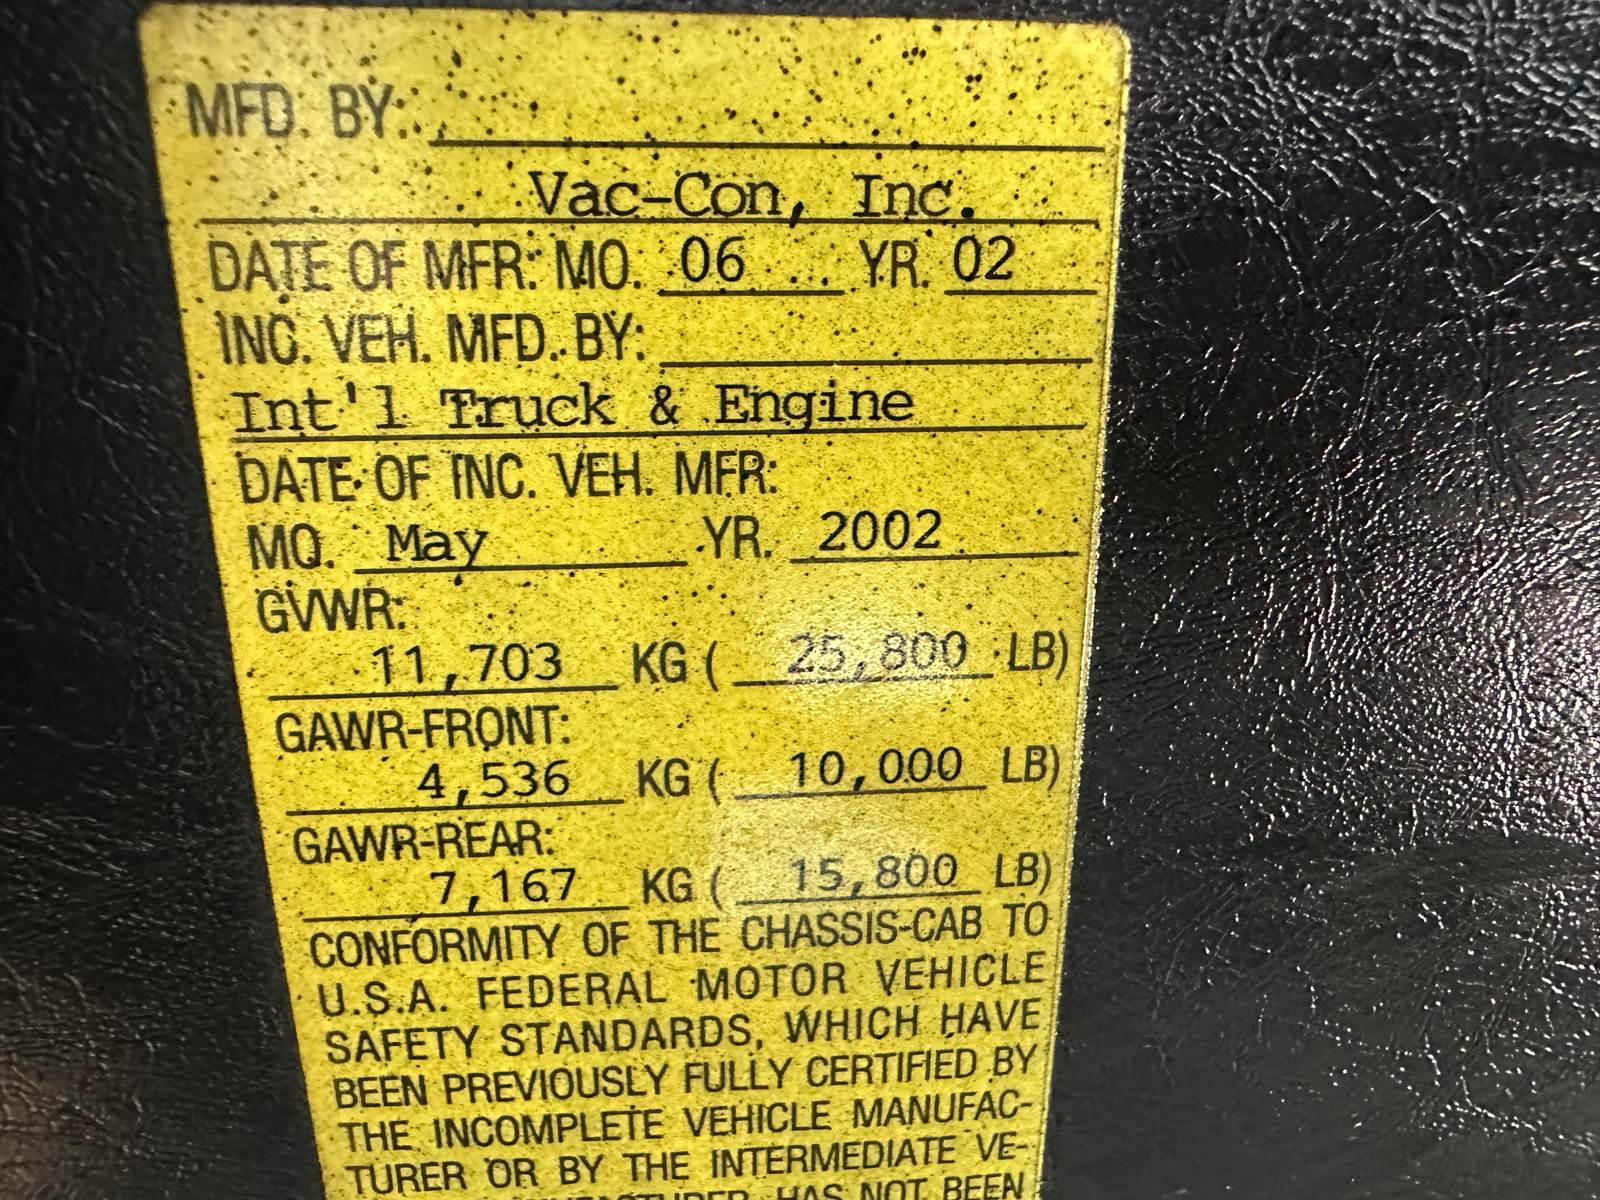 MFD. BY:
Vac-Con, Inc.
DATE OF MFR: MO. 06 YR. 02
INC. VEH. MFD. BY:
Int'l Truck & Engine
DATE OF INC. VEH. MFR:
MO. May YR. 2002
GVWR:
11,703 KG ( 25,800 LB)
GAWR-FRONT:
4,536 KG ( 10,000 LB)
GAWR-REAR:
7,167 KG ( 15,800 LB)
CONFORMITY OF THE CHASSIS-CAB TO
U.S.A. FEDERAL MOTOR VEHICLE
SAFETY STANDARDS, WHICH HAVE
BEEN PREVIOUSLY FULLY CERTIFIED BY
THE INCOMPLETE VEHICLE MANUFAC-
TURER OR BY THE INTERMEDIATE VE-
HAS NOT BEEN